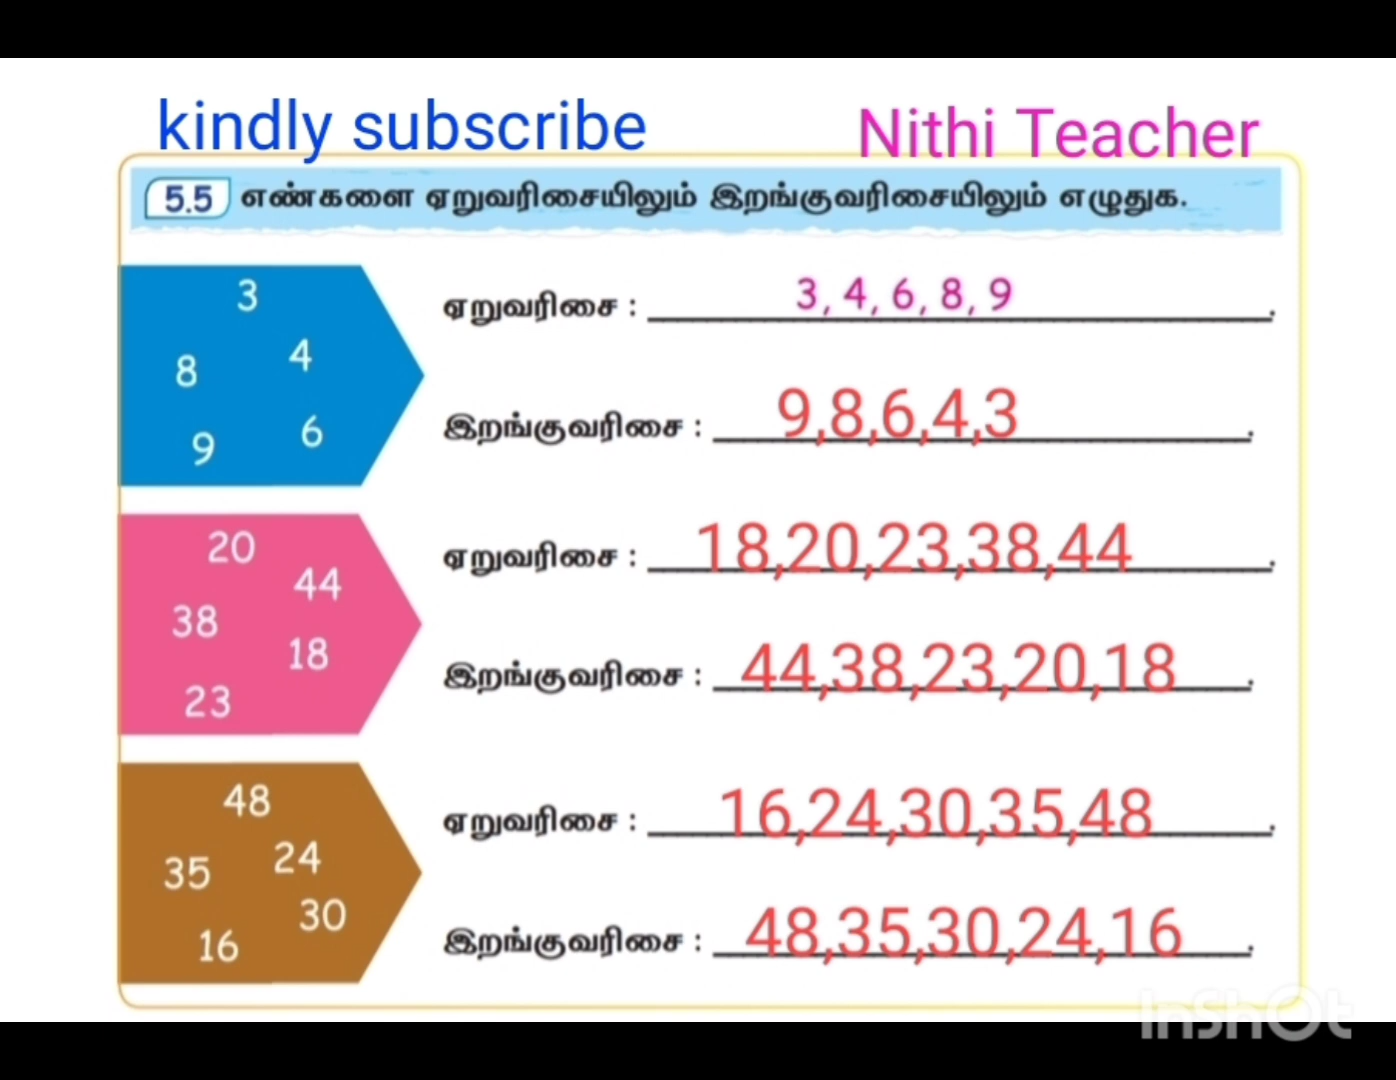 kindly subscribe
Nithi Teacher
5.5 எண்களை ஏறுவரிசையிலும் இறங்குவரிசையிலும் எழுதுக.
3
8
4
9
6
ஏறுவரிசை : 3, 4, 6, 8, 9.
இறங்குவரிசை : 9,8,6,4,3.
20
44
38
18
23
ஏறுவரிசை : 18,20,23,38,44.
இறங்குவரிசை : 44,38,23,20,18.
48
35
24
30
16
ஏறுவரிசை : 16,24,30,35,48.
இறங்குவரிசை : 48,35,30,24,16.
InShOt